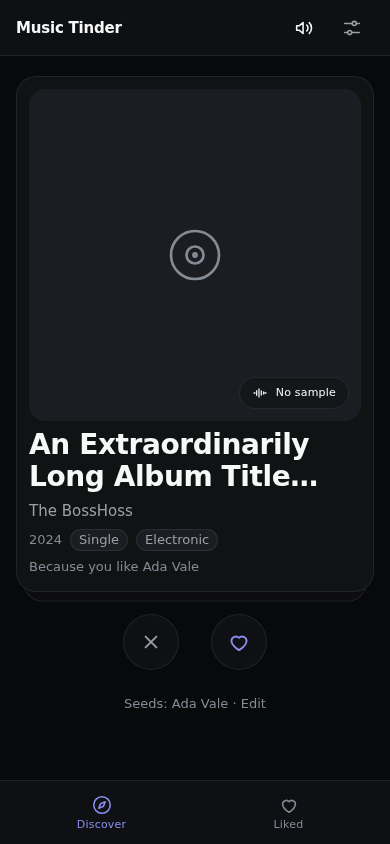 Music Tinder
No sample
An Extraordinarily
Long Album Title…
The BossHoss
2024 Single Electronic
Because you like Ada Vale
Seeds: Ada Vale · Edit
Discover
Liked